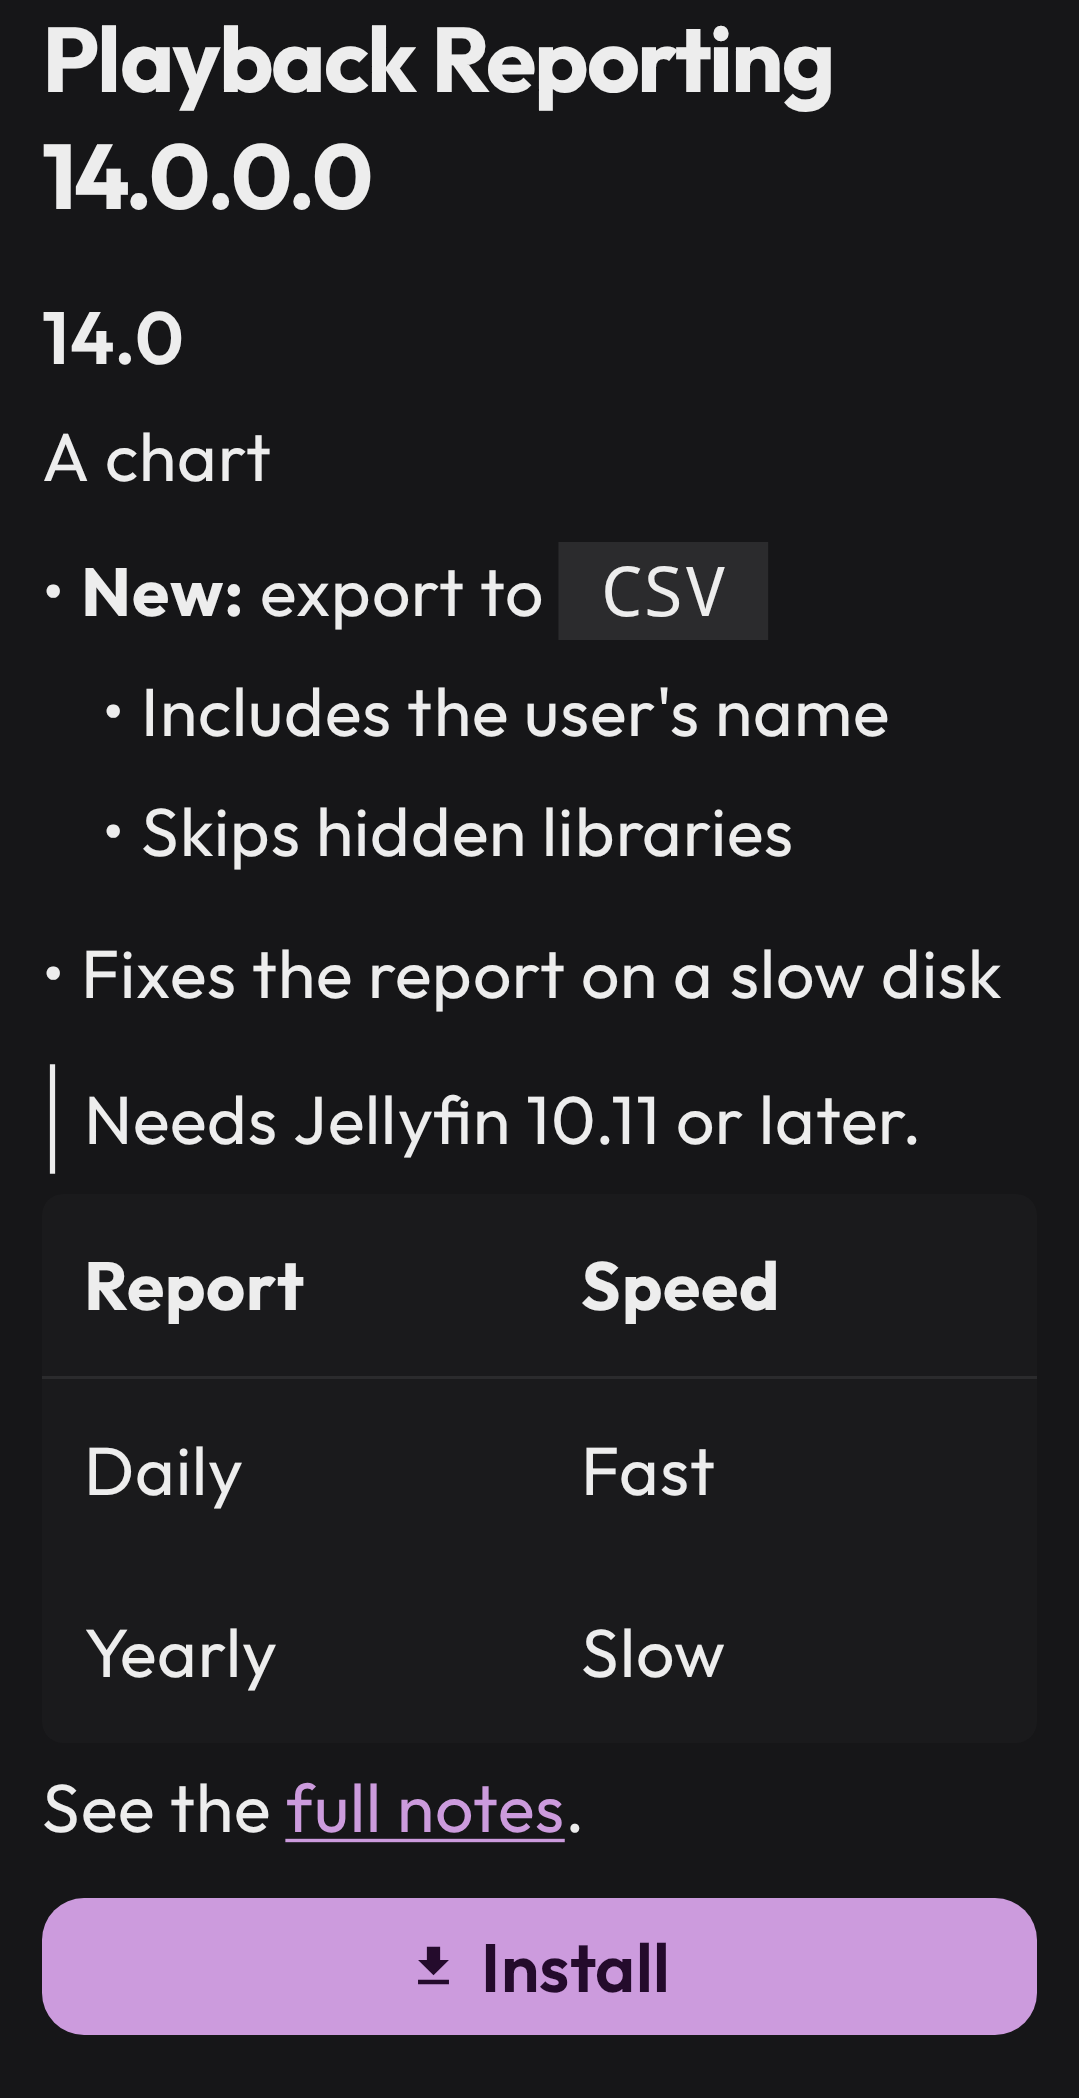 Playback Reporting
14.0.0.0
14.0
A chart
• New: export to CSV
• Includes the user's name
• Skips hidden libraries
• Fixes the report on a slow disk
Needs Jellyfin 10.11 or later.
Report Speed
Daily Fast
Yearly Slow
See the full notes.
Install